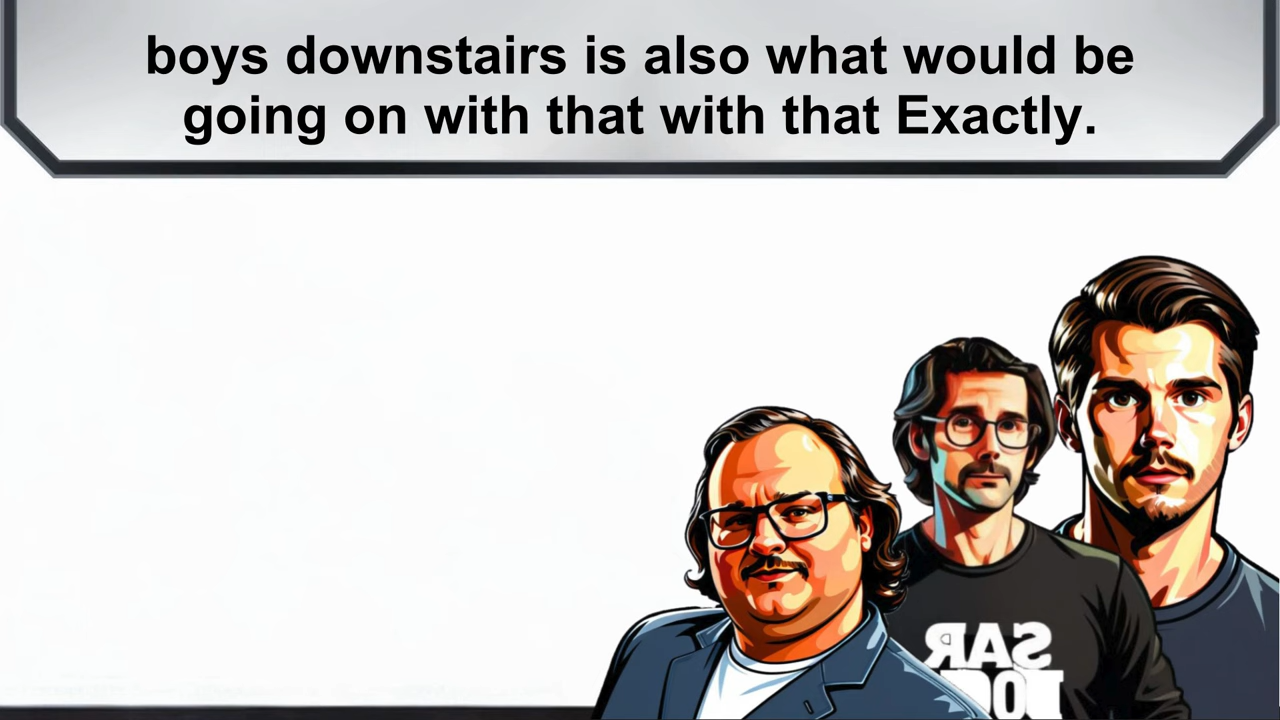 boys downstairs is also what would be
going on with that with that Exactly.